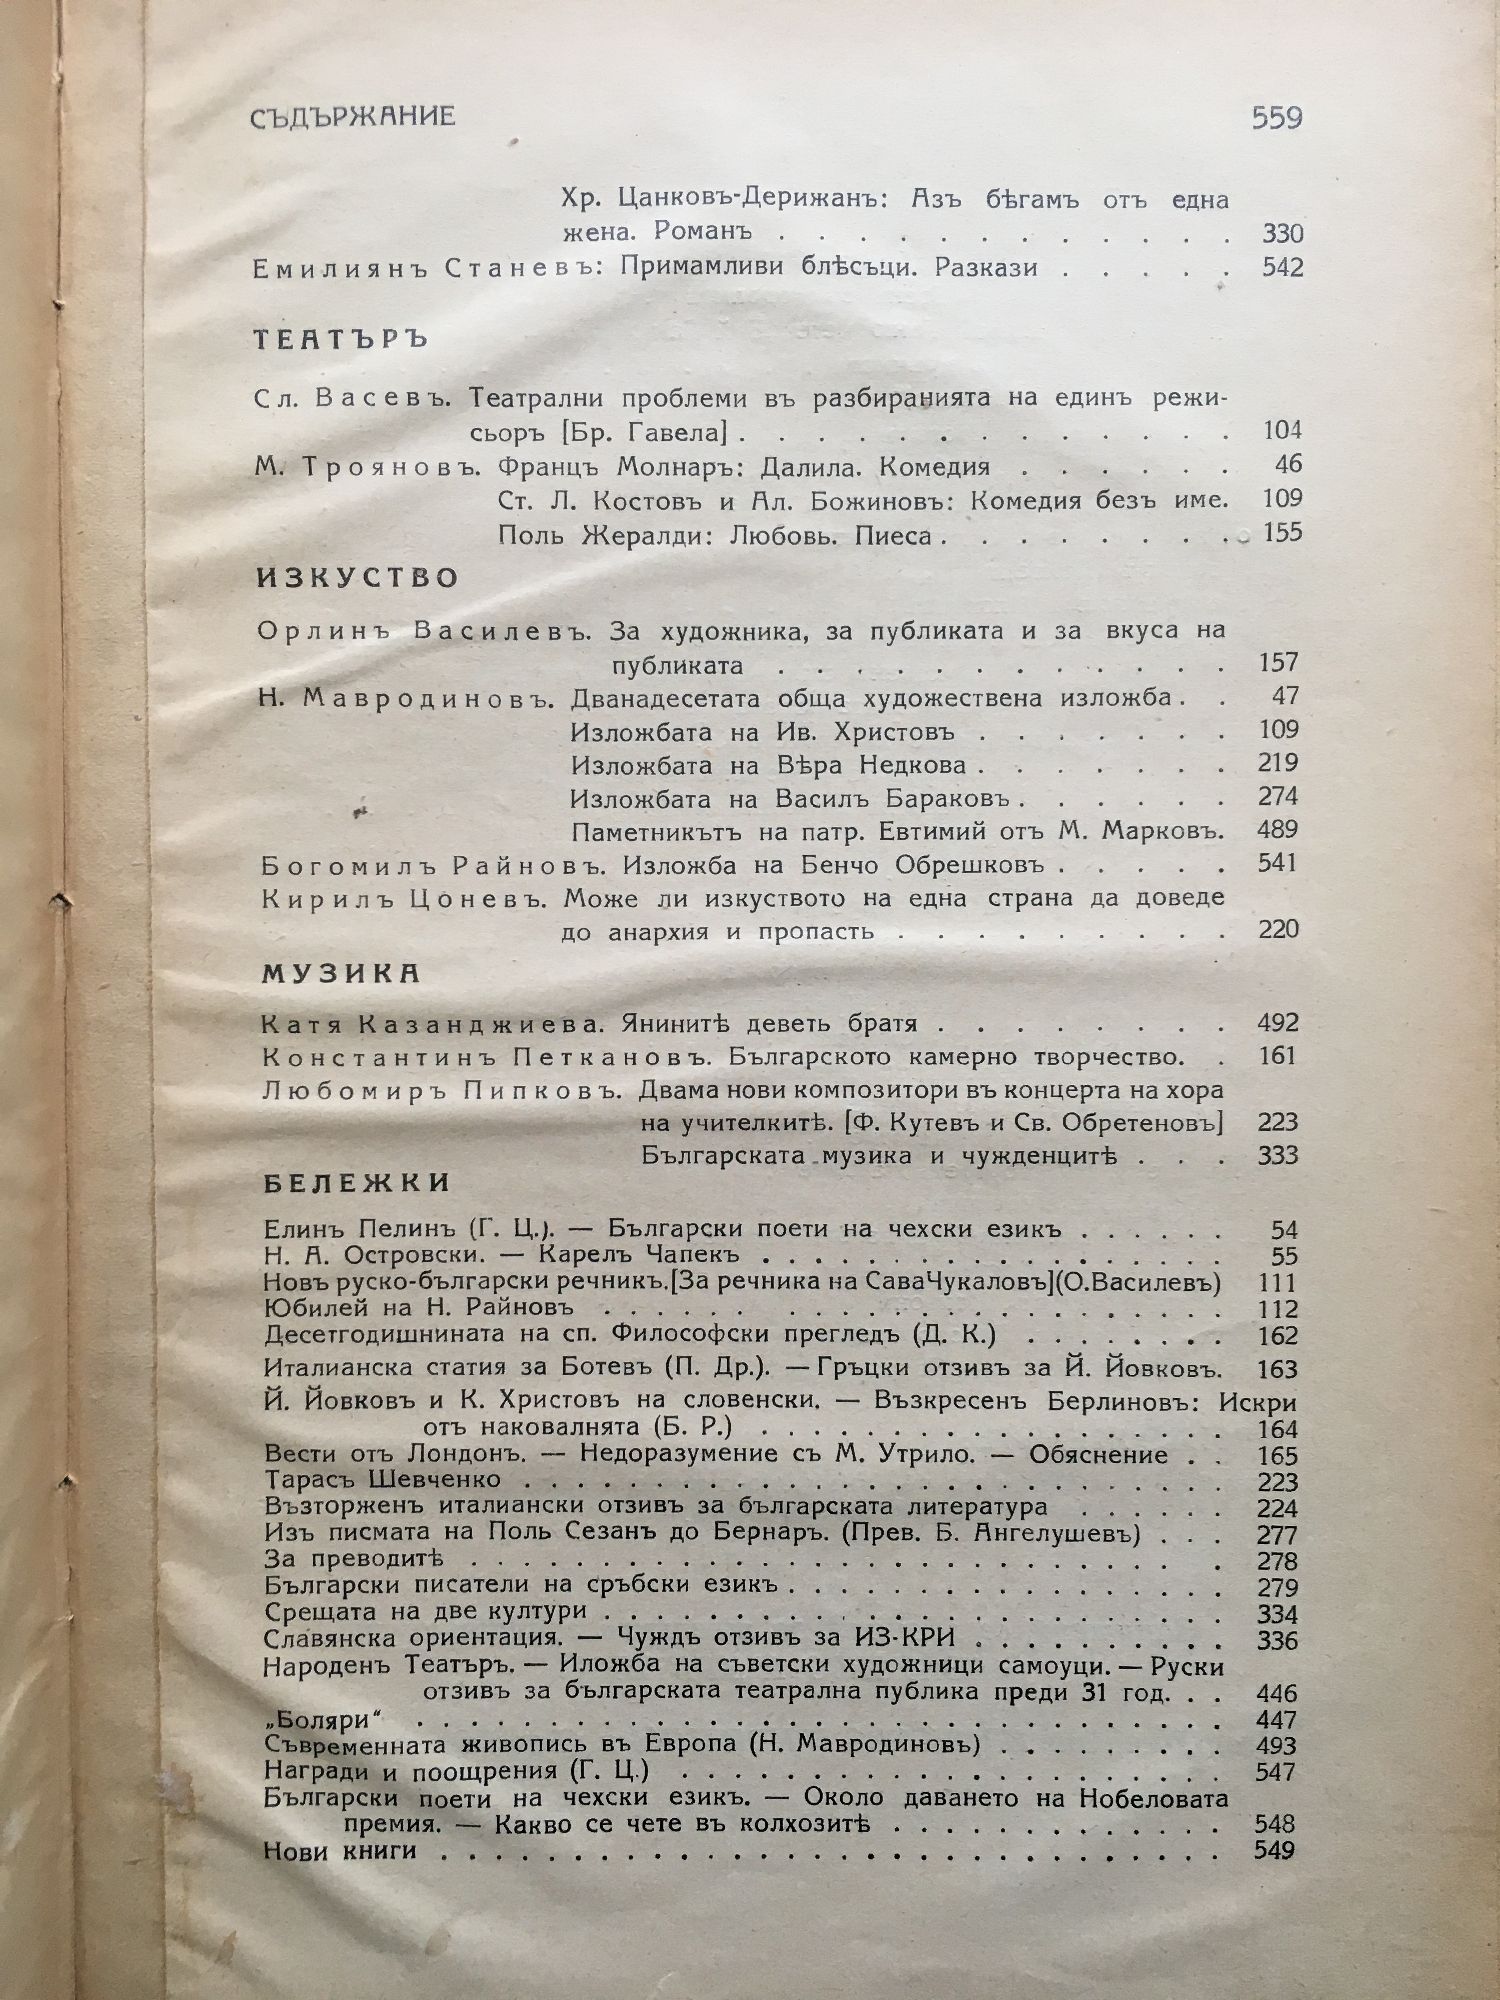 СЪДЪРЖАНИЕ 559
Хр. Цанковъ-Дерижанъ: Азъ бѣгамъ отъ една
жена. Романъ . . . . . . . . . . . . 330
Емилиянъ Станевъ: Примамливи блѣсъци. Разкази . . . . . 542
ТЕАТЪРЪ
Сл. Васевъ. Театрални проблеми въ разбиранията на единъ режи-
сьоръ [Бр. Гавела] . . . . . . . . . . . . . 104
М. Трояновъ. Францъ Молнаръ: Далила. Комедия . . . . . . 46
Ст. Л. Костовъ и Ал. Божиновъ: Комедия безъ име. 109
Поль Жералди: Любовь. Пиеса . . . . . . . . 155
ИЗКУСТВО
Орлинъ Василевъ. За художника, за публиката и за вкуса на
публиката . . . . . . . . . . . . 157
Н. Мавродиновъ. Дванадесетата обща художествена изложба . . 47
Изложбата на Ив. Христовъ . . . . . . . 109
Изложбата на Вѣра Недкова . . . . . . . 219
Изложбата на Василъ Бараковъ . . . . . . 274
Паметникътъ на патр. Евтимий отъ М. Марковъ. 489
Богомилъ Райновъ. Изложба на Бенчо Обрешковъ . . . . . 541
Кирилъ Цоневъ. Може ли изкуството на една страна да доведе
до анархия и пропасть . . . . . . . . . 220
МУЗИКА
Катя Казанджиева. Янинитѣ деветь братя . . . . . . . . 492
Константинъ Петкановъ. Българското камерно творчество. . 161
Любомиръ Пипковъ. Двама нови композитори въ концерта на хора
на учителкитѣ. [Ф. Кутевъ и Св. Обретеновъ] 223
Българската музика и чужденцитѣ . . . 333
БЕЛЕЖКИ
Елинъ Пелинъ (Г. Ц.). — Български поети на чехски езикъ . . . . . . 54
Н. А. Островски. — Карелъ Чапекъ . . . . . . . . . . . . . . . . . . 55
Новъ руско-български речникъ.[За речника на СаваЧукаловъ](О.Василевъ) 111
Юбилей на Н. Райновъ . . . . . . . . . . . . . . . . . . . . . . 112
Десетгодишнината на сп. Философски прегледъ (Д. К.) . . . . . . . . 162
Италианска статия за Ботевъ (П. Др.). — Гръцки отзивъ за Й. Йовковъ. 163
Й. Йовковъ и К. Христовъ на словенски. — Възкресенъ Берлиновъ: Искри
отъ наковалнята (Б. Р.) . . . . . . . . . . . . . . . . . . 164
Вести отъ Лондонъ. — Недоразумение съ М. Утрило. — Обяснение . . 165
Тарасъ Шевченко . . . . . . . . . . . . . . . . . . . . . . . . . . 223
Възторженъ италиански отзивъ за българската литература . . . . . . 224
Изъ писмата на Поль Сезанъ до Бернаръ. (Прев. Б. Ангелушевъ) . . . 277
За преводитѣ . . . . . . . . . . . . . . . . . . . . . . . . . . . . 278
Български писатели на сръбски езикъ . . . . . . . . . . . . . . . . . 279
Срещата на две култури . . . . . . . . . . . . . . . . . . . . . . . 334
Славянска ориентация. — Чуждъ отзивъ за ИЗ-КРИ . . . . . . . . . . 336
Народенъ Театъръ. — Иложба на съветски художници самоуци. — Руски
отзивъ за българската театрална публика преди 31 год. . . 446
„Боляри“ . . . . . . . . . . . . . . . . . . . . . . . . . . . . . . 447
Съвременната живопись въ Европа (Н. Мавродиновъ) . . . . . . . . . 493
Награди и поощрения (Г. Ц.) . . . . . . . . . . . . . . . . . . . . . 547
Български поети на чехски езикъ. — Около даването на Нобеловата
премия. — Какво се чете въ колхозитѣ . . . . . . . . . . . . . 548
Нови книги . . . . . . . . . . . . . . . . . . . . . . . . . . . . . 549